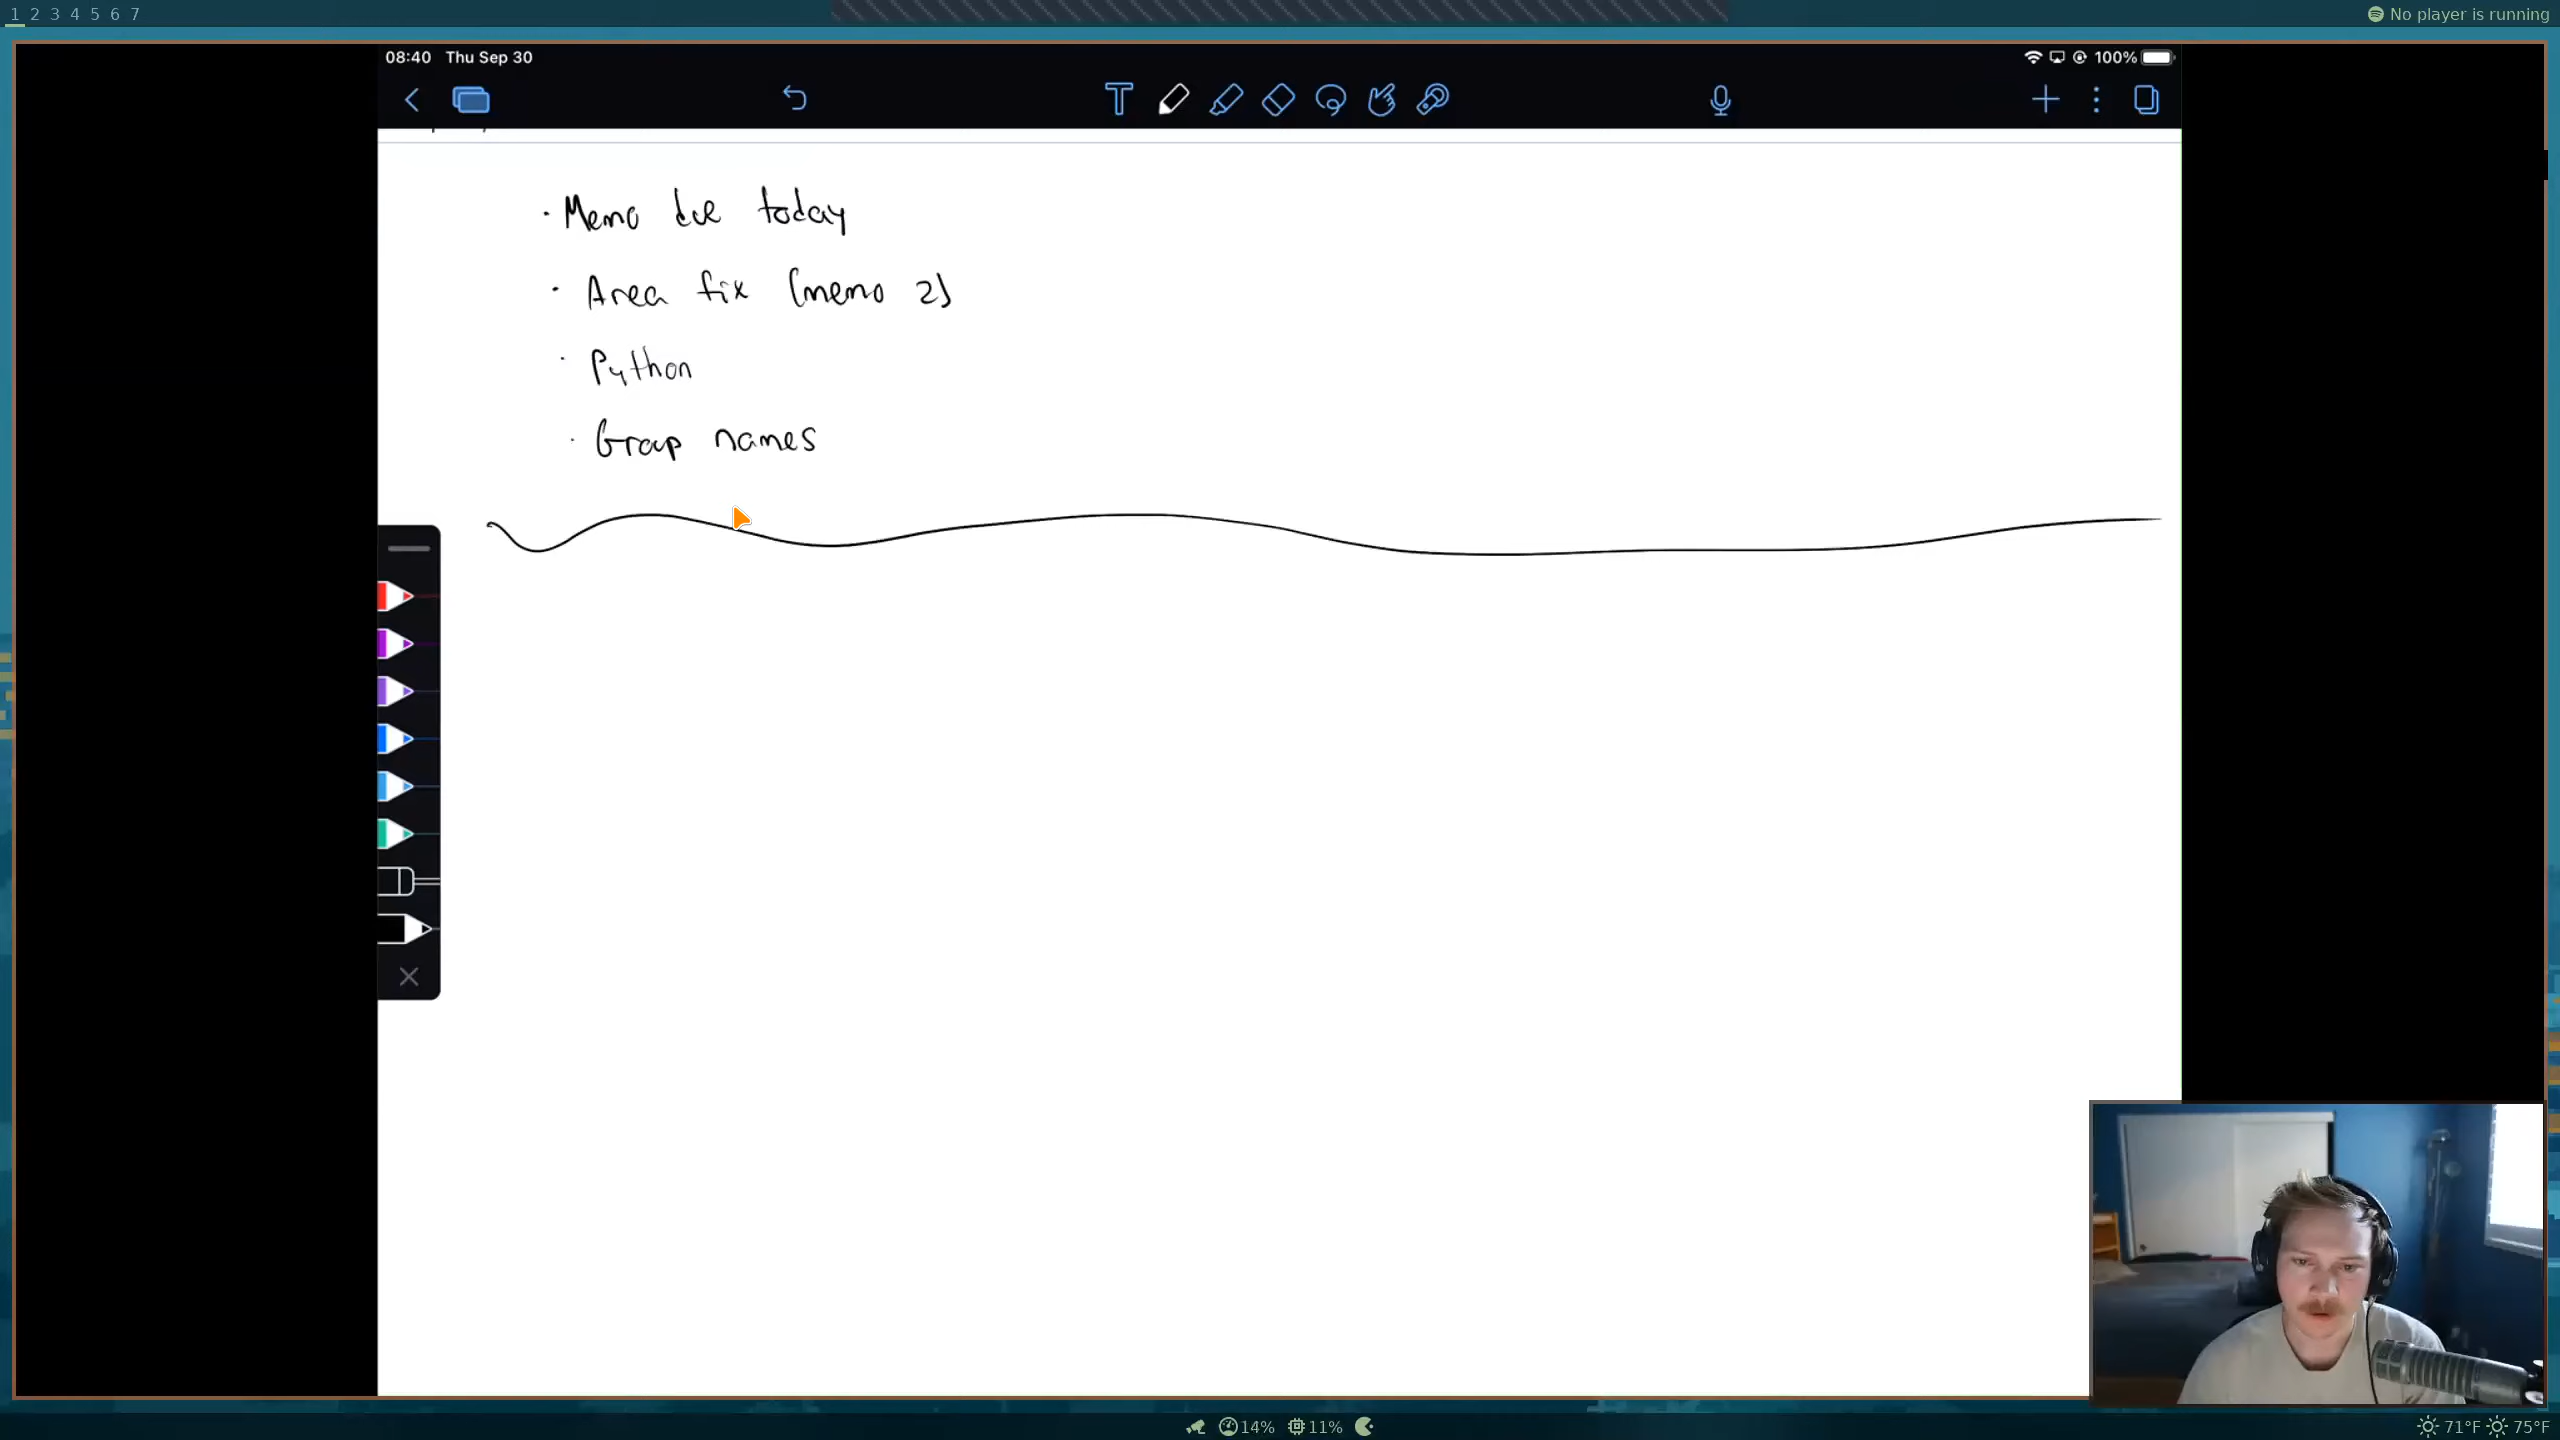 1 2 3 4 5 6 7
No player is running
08:40 Thu Sep 30
100%
T
· Memo due today
· Area fix (memo 2)
· Python
· Group names
14% 11%
71°F 75°F